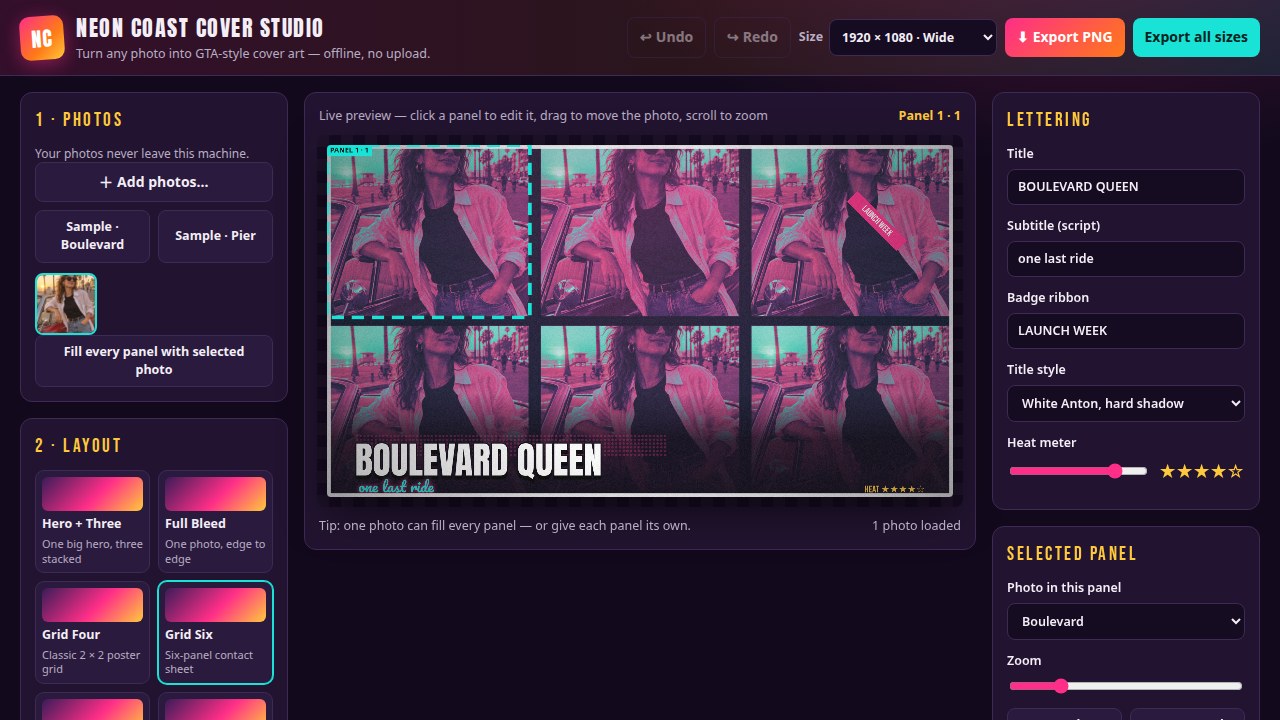 NC
NEON COAST COVER STUDIO
Turn any photo into GTA-style cover art — offline, no upload.
↩ Undo
↪ Redo
Size
1920 × 1080 · Wide
⬇ Export PNG
Export all sizes
1 · PHOTOS
Your photos never leave this machine.
＋ Add photos...
Sample ·
Boulevard
Sample · Pier
Fill every panel with selected
photo
2 · LAYOUT
Hero + Three
One big hero, three
stacked
Full Bleed
One photo, edge to
edge
Grid Four
Classic 2 × 2 poster
grid
Grid Six
Six-panel contact
sheet
Live preview — click a panel to edit it, drag to move the photo, scroll to zoom
Panel 1 · 1
PANEL 1 · 1
LAUNCH WEEK
BOULEVARD QUEEN
one last ride
HEAT ★★★★☆
Tip: one photo can fill every panel — or give each panel its own.
1 photo loaded
LETTERING
Title
BOULEVARD QUEEN
Subtitle (script)
one last ride
Badge ribbon
LAUNCH WEEK
Title style
White Anton, hard shadow
Heat meter
★★★★☆
SELECTED PANEL
Photo in this panel
Boulevard
Zoom